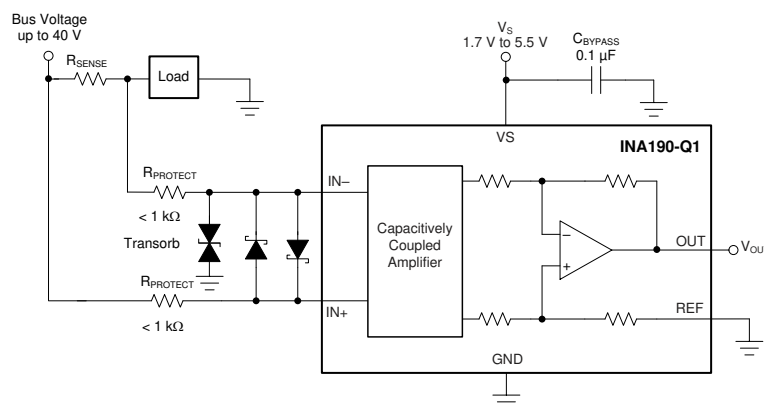 Bus Voltage
up to 40 V
RSENSE
Load
VS
1.7 V to 5.5 V
CBYPASS
0.1 µF
VS
INA190-Q1
RPROTECT
< 1 kΩ
IN–
Transorb
Capacitively
Coupled
Amplifier
–
+
OUT
VOU
RPROTECT
< 1 kΩ
IN+
REF
GND